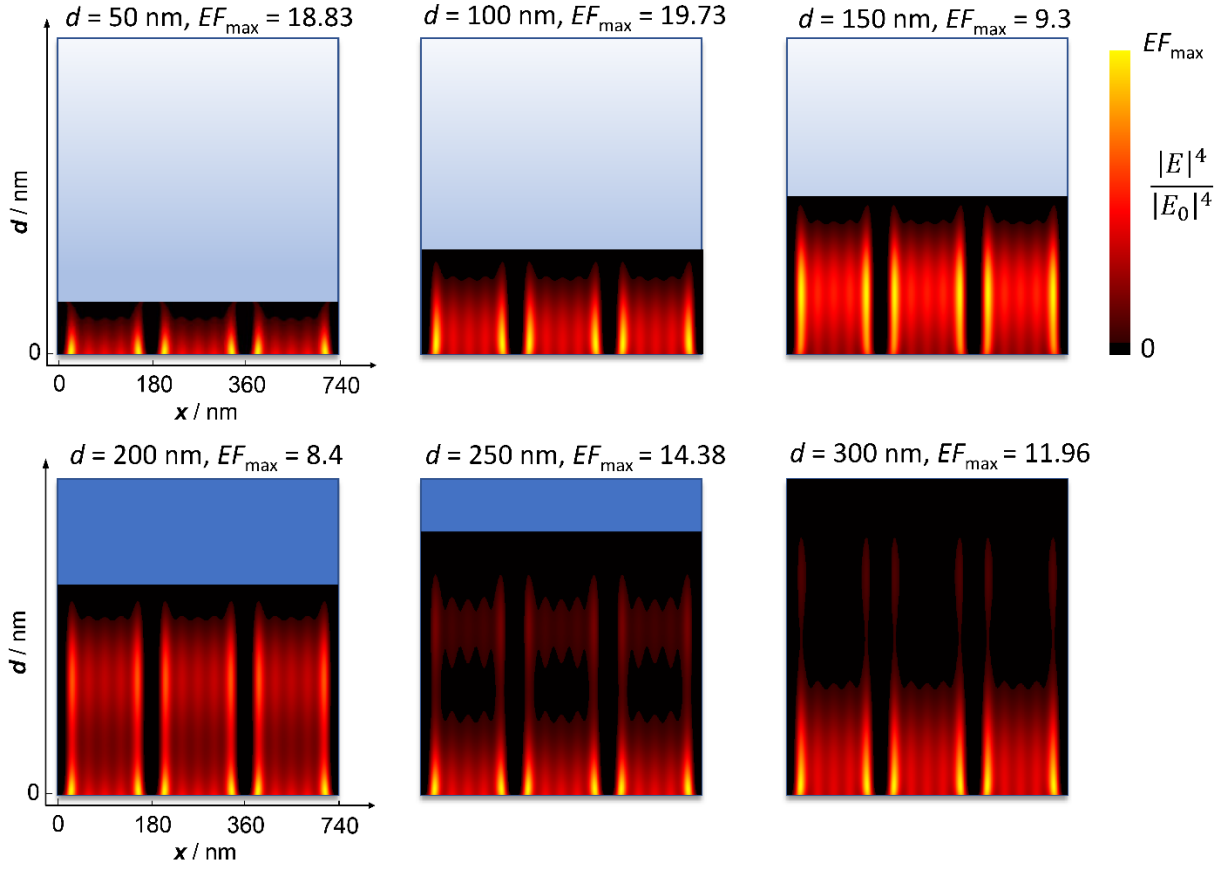 d = 50 nm, EFmax = 18.83
d = 100 nm, EFmax = 19.73
d = 150 nm, EFmax = 9.3
EFmax
|E|⁴
|E₀|⁴
0
d / nm
0
0 180 360 740
x / nm
d = 200 nm, EFmax = 8.4
d = 250 nm, EFmax = 14.38
d = 300 nm, EFmax = 11.96
d / nm
0
0 180 360 740
x / nm